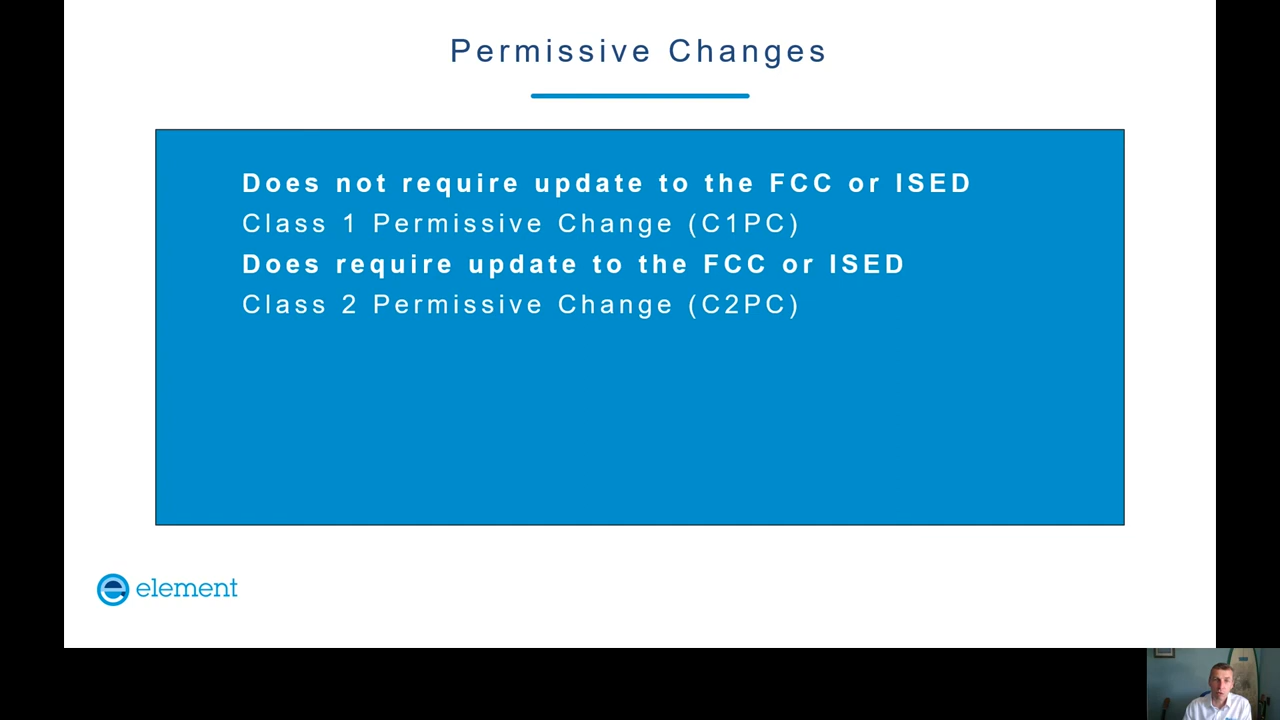 Permissive Changes
Does not require update to the FCC or ISED
Class 1 Permissive Change (C1PC)
Does require update to the FCC or ISED
Class 2 Permissive Change (C2PC)
element